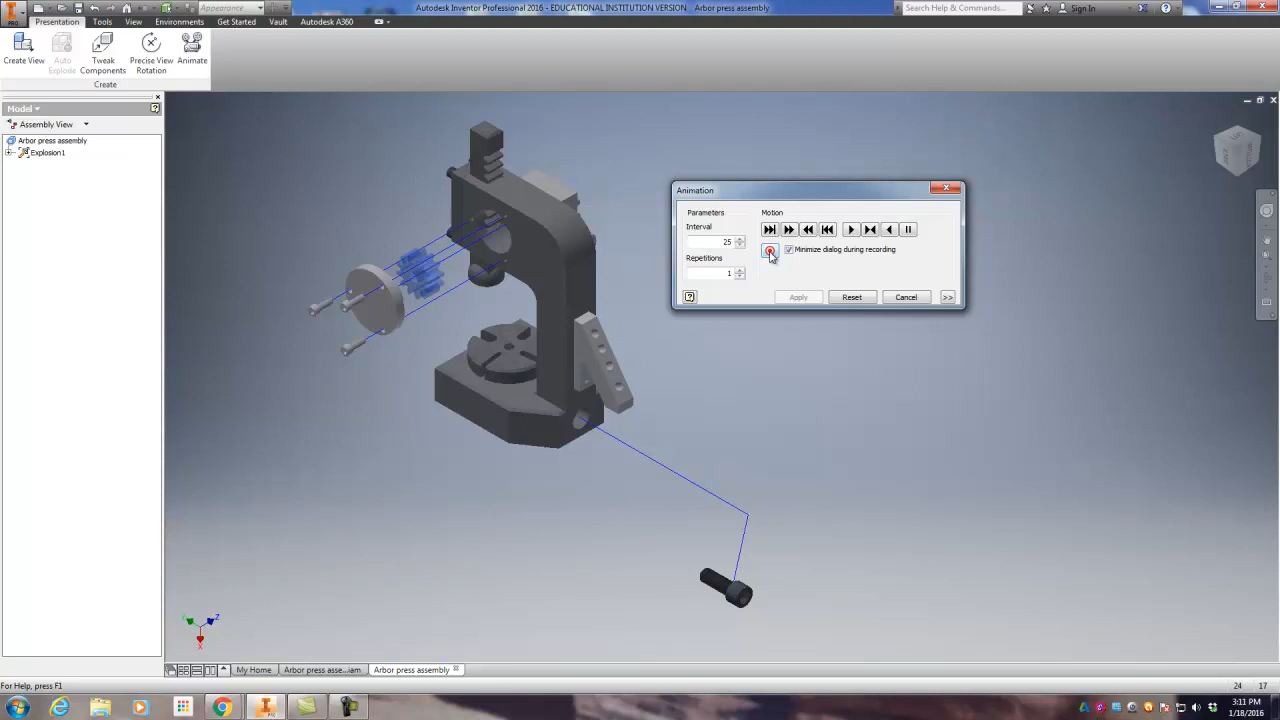 Appearance
Autodesk Inventor Professional 2016 - EDUCATIONAL INSTITUTION VERSION - Arbor press assembly
Search Help & Commands...
Sign In
PRO
Presentation Tools View Environments Get Started Vault Autodesk A360
Create View
Auto Explode
Tweak Components
Precise View Rotation
Animate
Create
Model
Assembly View
Arbor press assembly
Explosion1
Animation
Parameters
Motion
Interval
25
Minimize dialog during recording
Repetitions
1
Apply
Reset
Cancel
>>
Y
Z
X
My Home
Arbor press asse...iam
Arbor press assembly
For Help, press F1
24
17
3:11 PM
1/18/2016